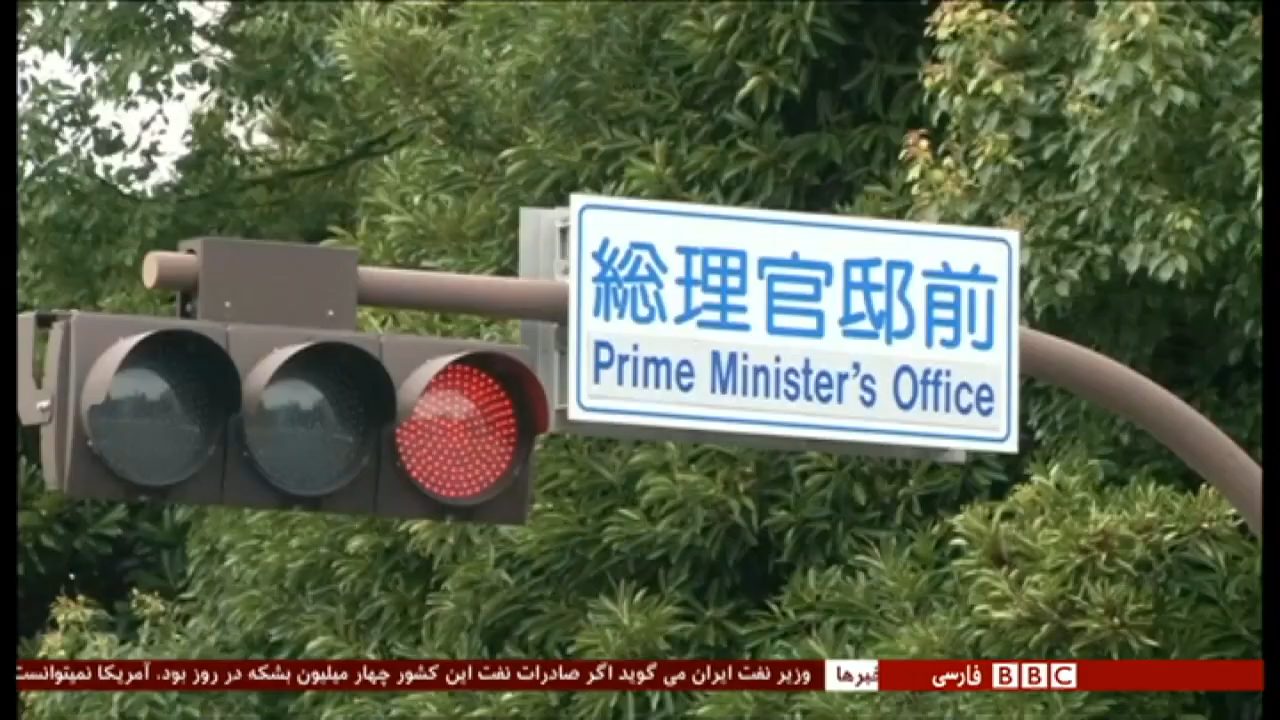 総理官邸前
Prime Minister's Office
وزیر نفت ایران می گوید اگر صادرات نفت این کشور چهار میلیون بشکه در روز بود، آمریکا نمیتوانست
BBC فارسی